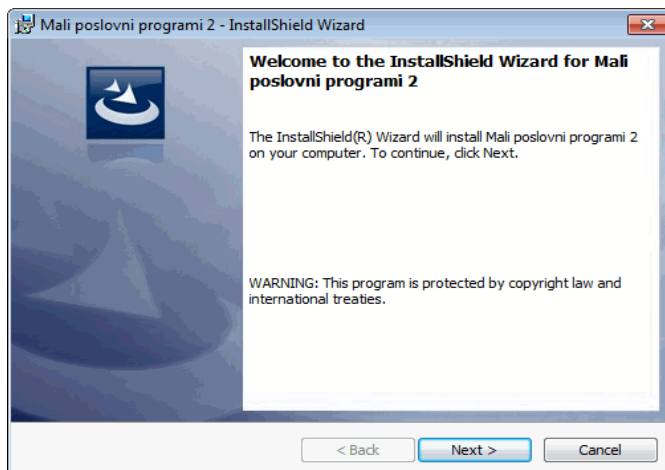 Mali poslovni programi 2 - InstallShield Wizard
Welcome to the InstallShield Wizard for Mali
poslovni programi 2
The InstallShield(R) Wizard will install Mali poslovni programi 2
on your computer. To continue, click Next.
WARNING: This program is protected by copyright law and
international treaties.
< Back
Next >
Cancel